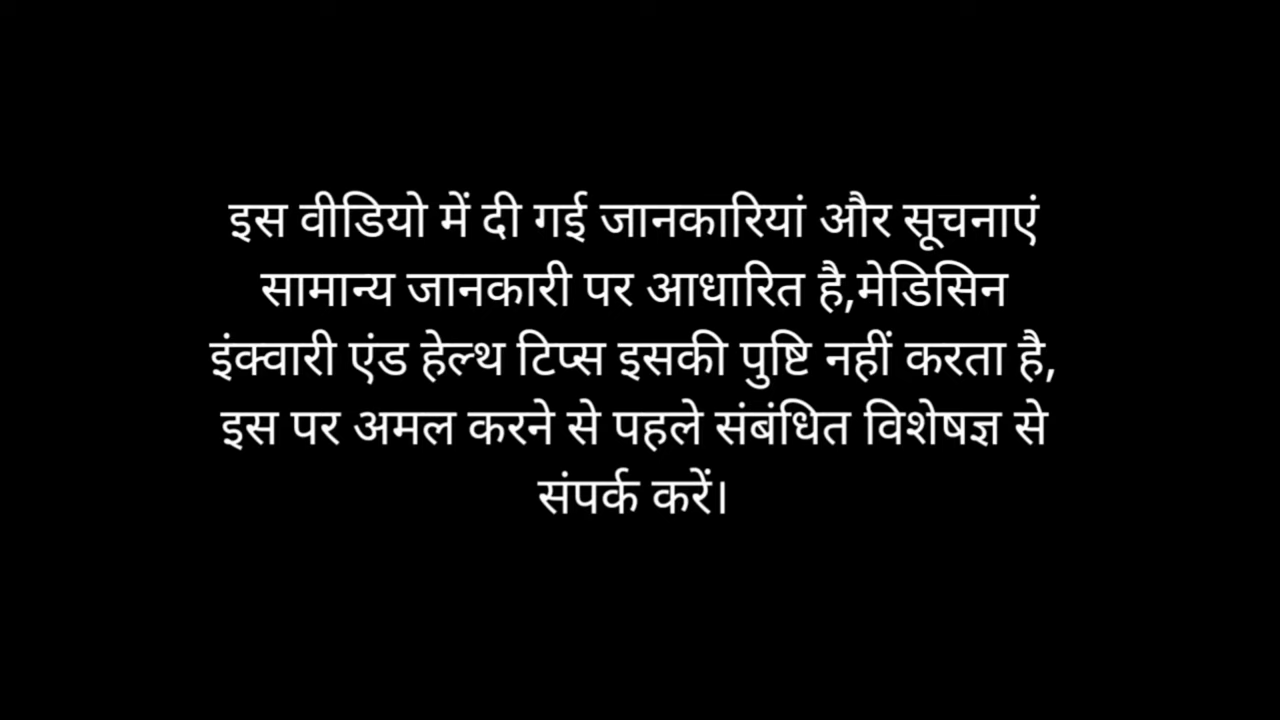 इस वीडियो में दी गई जानकारियां और सूचनाएं
सामान्य जानकारी पर आधारित है,मेडिसिन
इंक्वारी एंड हेल्थ टिप्स इसकी पुष्टि नहीं करता है,
इस पर अमल करने से पहले संबंधित विशेषज्ञ से
संपर्क करें।